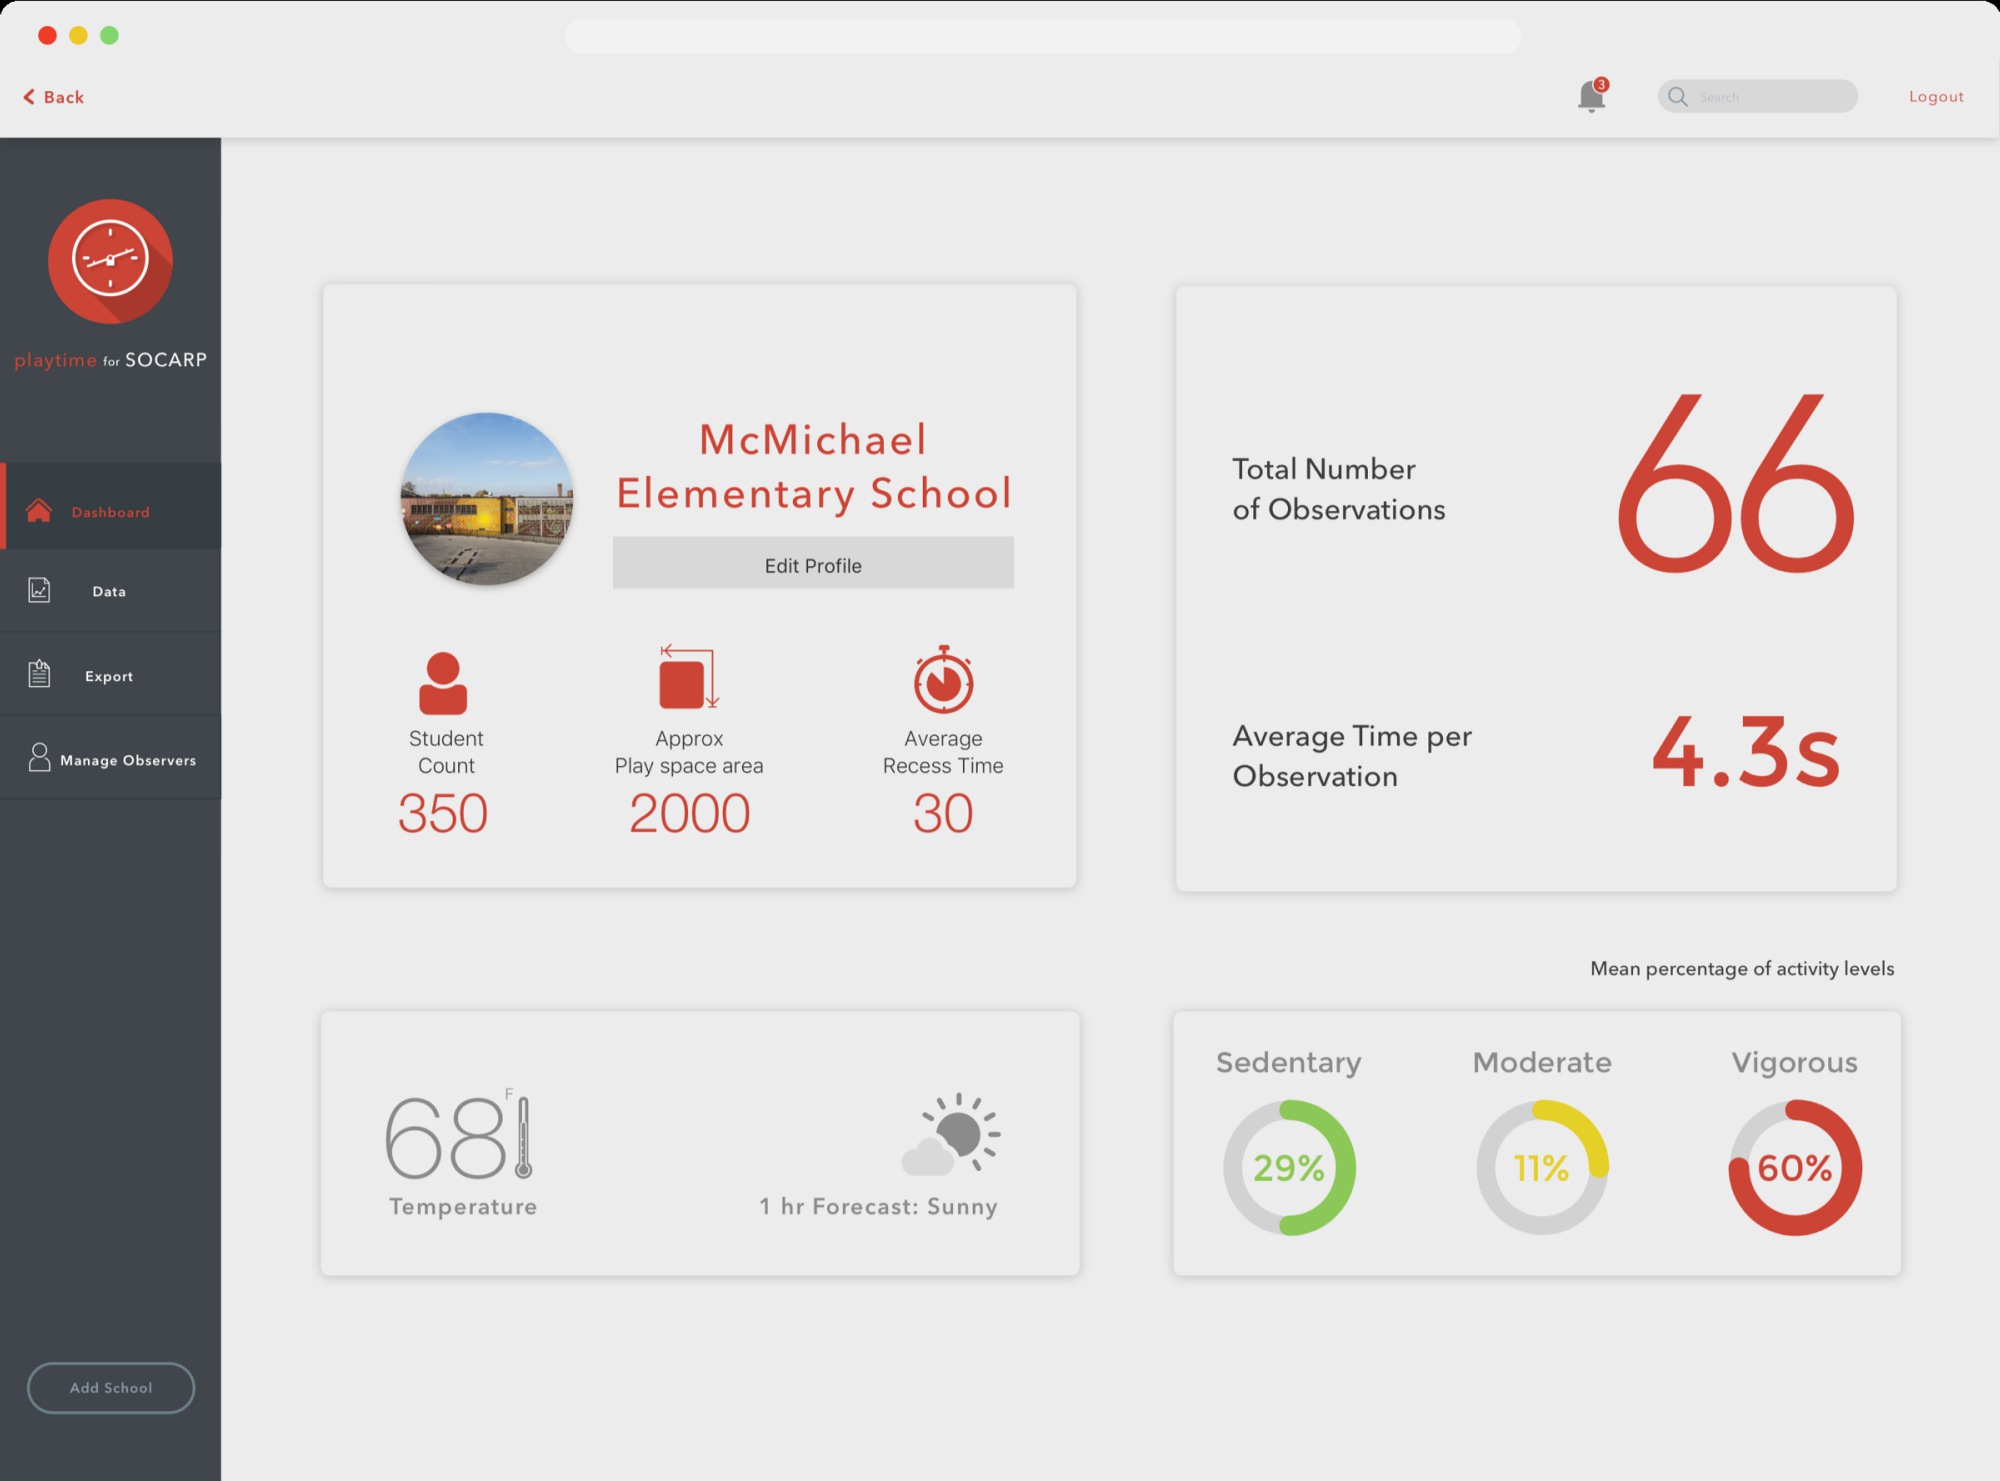 Back
3
Search
Logout
playtime for SOCARP
Dashboard
Data
Export
Manage Observers
Add School
McMichael
Elementary School
Edit Profile
Student
Count
350
Approx
Play space area
2000
Average
Recess Time
30
Total Number
of Observations
66
Average Time per
Observation
4.3s
68 F
Temperature
1 hr Forecast: Sunny
Mean percentage of activity levels
Sedentary
29%
Moderate
11%
Vigorous
60%